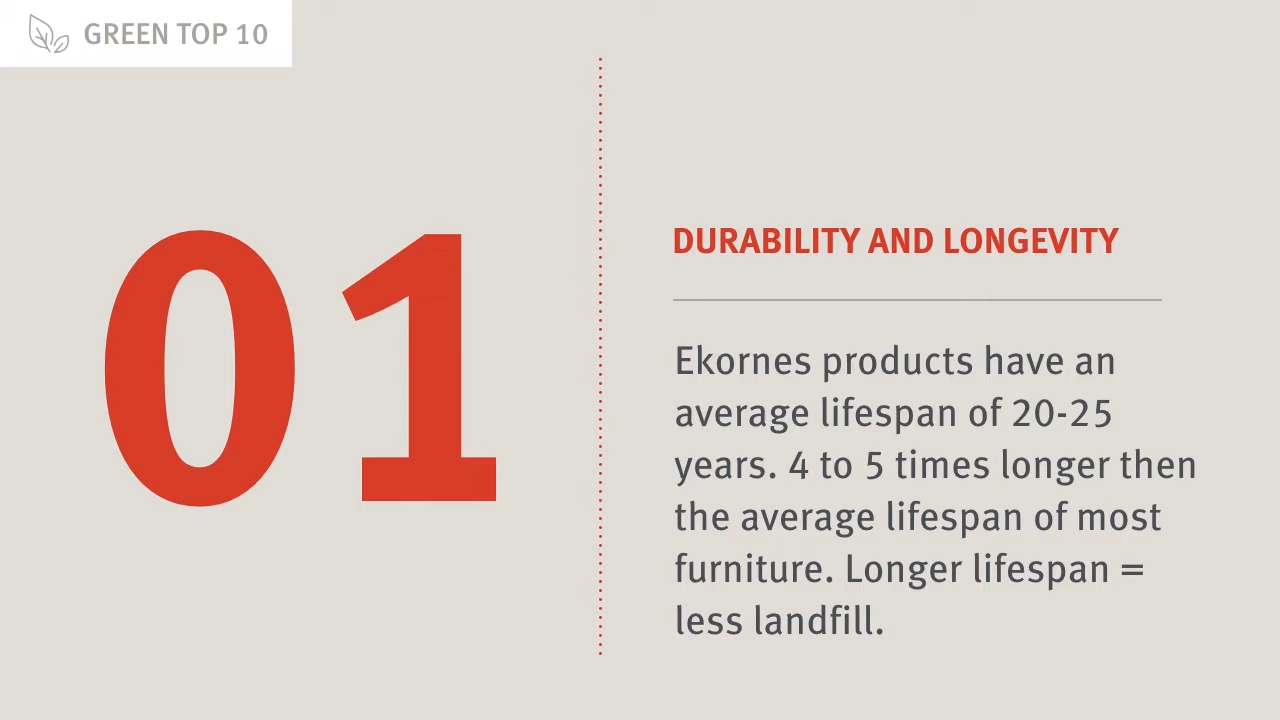 GREEN TOP 10
01
DURABILITY AND LONGEVITY
Ekornes products have an
average lifespan of 20-25
years. 4 to 5 times longer then
the average lifespan of most
furniture. Longer lifespan =
less landfill.